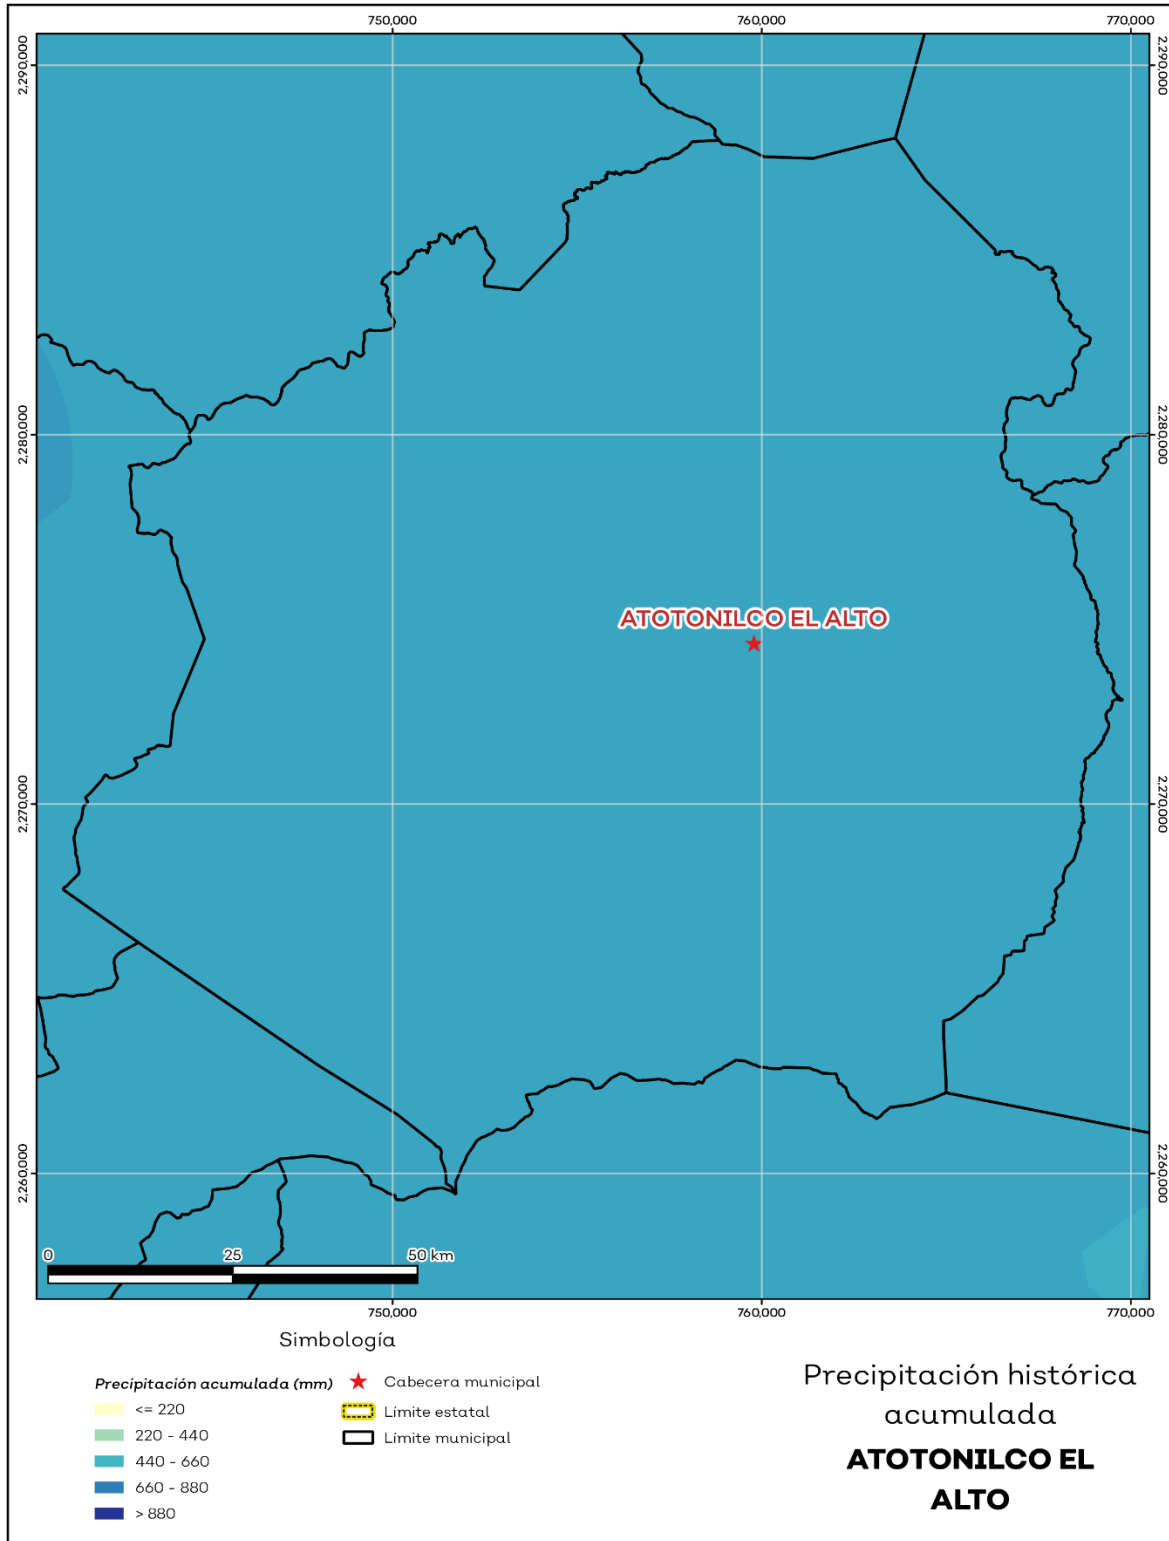 750,000
760,000
770,000
2,290,000
2,290,000
2,280,000
2,280,000
ATOTONILCO EL ALTO
2,270,000
2,270,000
2,260,000
2,260,000
0 25 50 km
750,000
760,000
770,000
Simbología
Precipitación acumulada (mm)
<= 220
220 - 440
440 - 660
660 - 880
> 880
Cabecera municipal
Límite estatal
Límite municipal
Precipitación histórica
acumulada
ATOTONILCO EL
ALTO